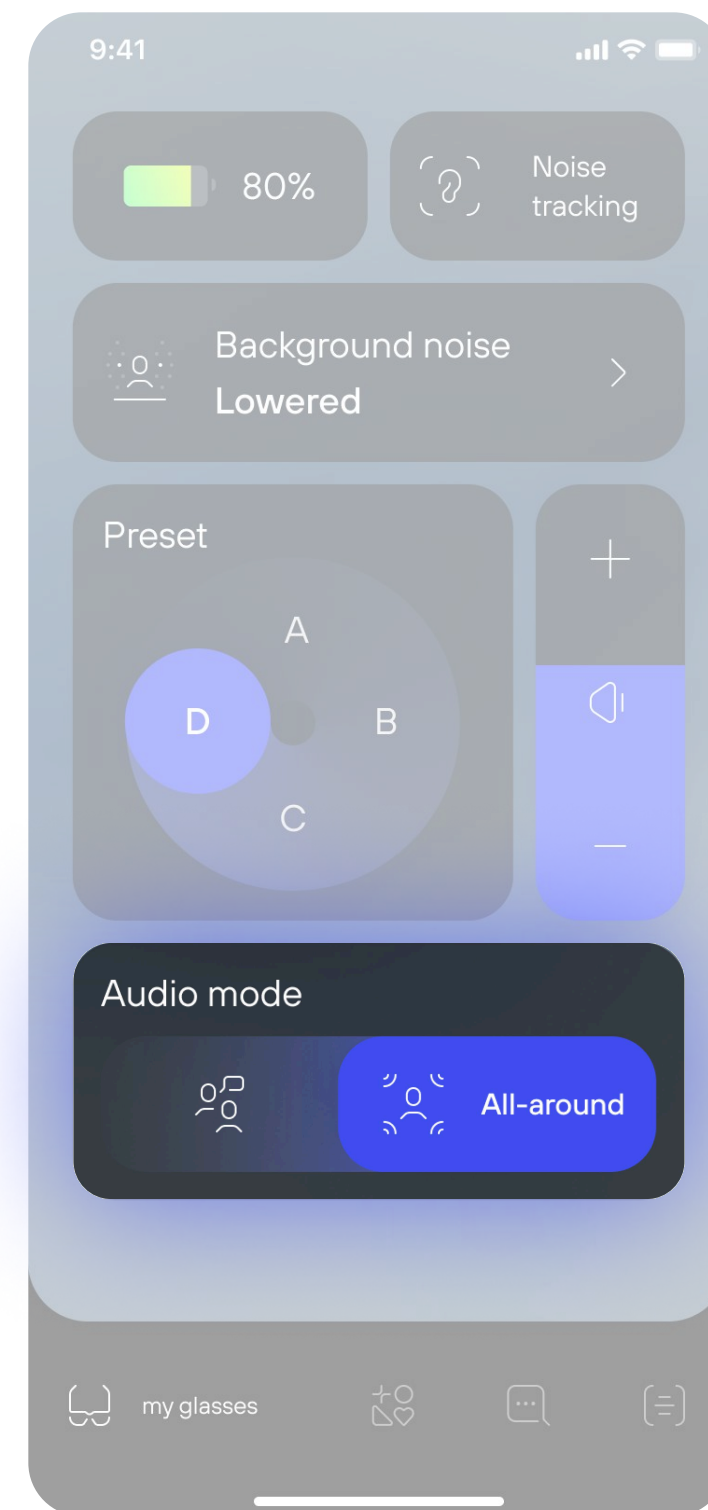 9:41
80%
Noise
tracking
Background noise
Lowered
Preset
A
D
B
C
Audio mode
All-around
my glasses